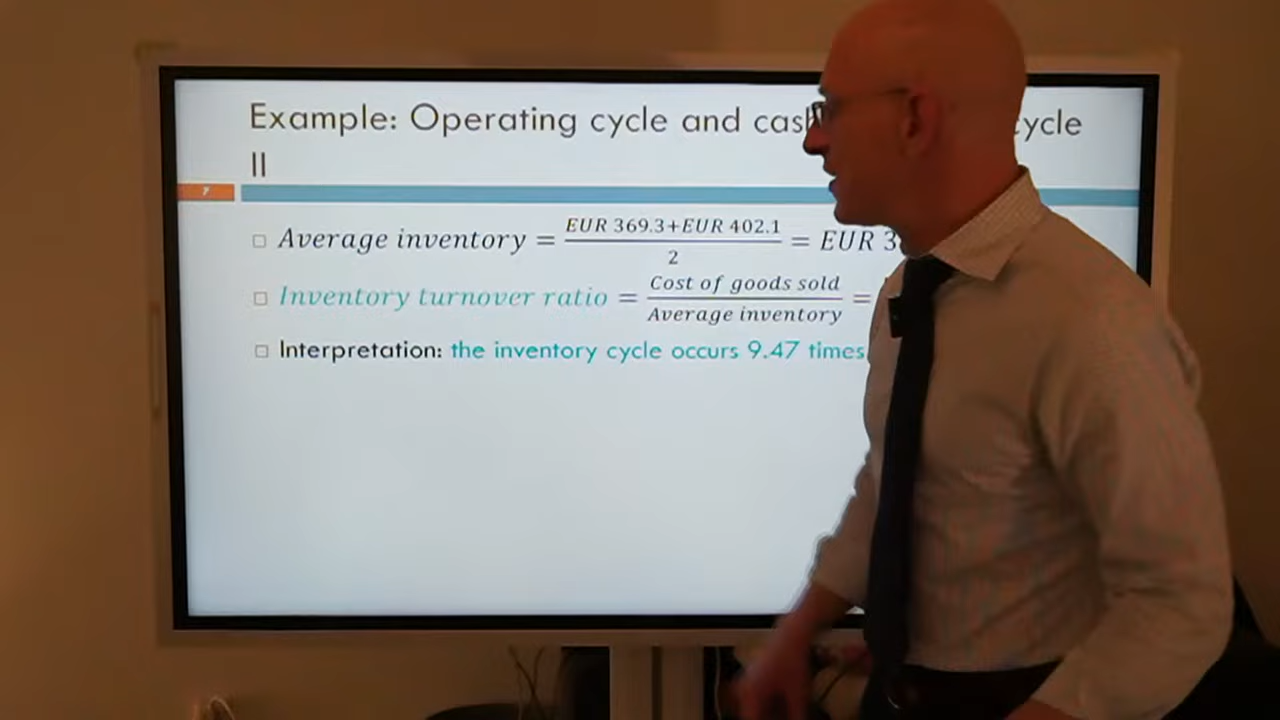 Example: Operating cycle and cas ycle
II
7
□ Average inventory = (EUR 369.3+EUR 402.1)/2 = EUR 3
□ Inventory turnover ratio = Cost of goods sold/Average inventory =
□ Interpretation: the inventory cycle occurs 9.47 times